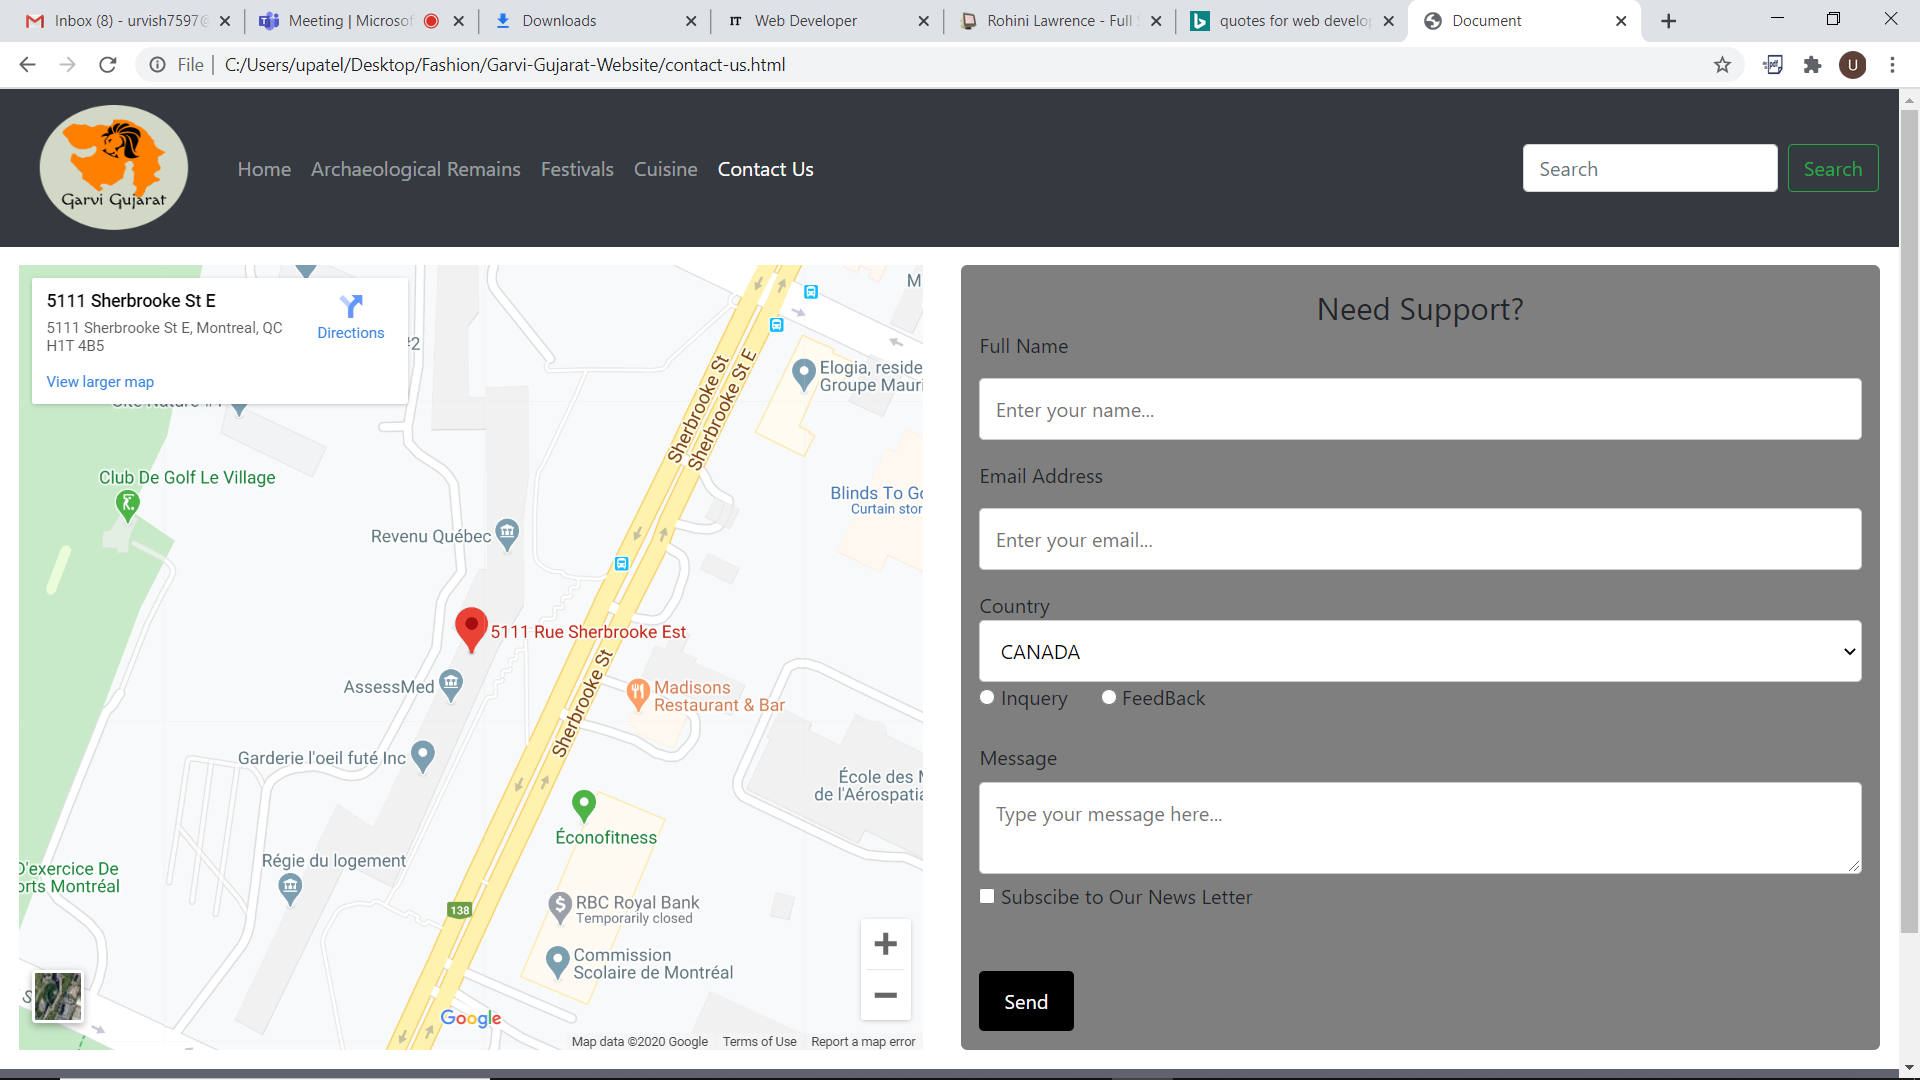 Inbox (8) - urvish7597@
Meeting | Microsof
Downloads
IT Web Developer
Rohini Lawrence - Full S
quotes for web develop
Document
File C:/Users/upatel/Desktop/Fashion/Garvi-Gujarat-Website/contact-us.html
U
Garvi Gujarat
Home Archaeological Remains Festivals Cuisine Contact Us
Search
Search
5111 Sherbrooke St E
5111 Sherbrooke St E, Montreal, QC
H1T 4B5
Directions
View larger map
#2
Club De Golf Le Village
Revenu Québec
Sherbrooke St
Sherbrooke St E
M
Elogia, reside
Groupe Mauri
Blinds To Go
Curtain stor
5111 Rue Sherbrooke Est
AssessMed
Sherbrooke St
Madisons
Restaurant & Bar
Garderie l'oeil futé Inc
École des M
de l'Aérospatia
Éconofitness
Régie du logement
D'exercice De
orts Montréal
138
RBC Royal Bank
Temporarily closed
Commission
Scolaire de Montréal
S
Google
Map data ©2020 Google Terms of Use Report a map error
Need Support?
Full Name
Enter your name...
Email Address
Enter your email...
Country
CANADA
Inquery FeedBack
Message
Type your message here...
Subscibe to Our News Letter
Send